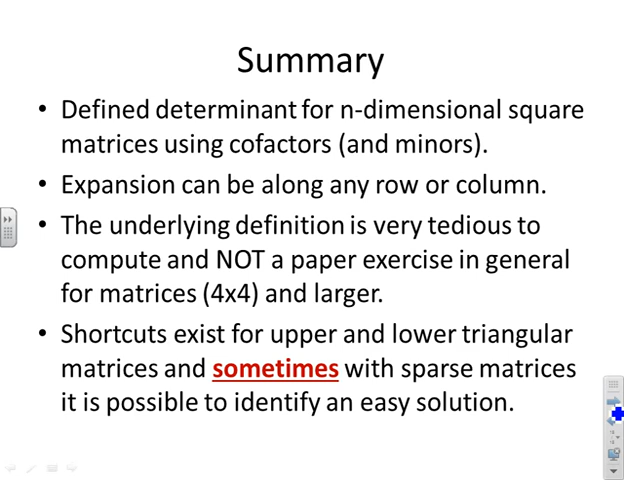 Summary
• Defined determinant for n-dimensional square
matrices using cofactors (and minors).
• Expansion can be along any row or column.
• The underlying definition is very tedious to
compute and NOT a paper exercise in general
for matrices (4x4) and larger.
• Shortcuts exist for upper and lower triangular
matrices and sometimes with sparse matrices
it is possible to identify an easy solution.